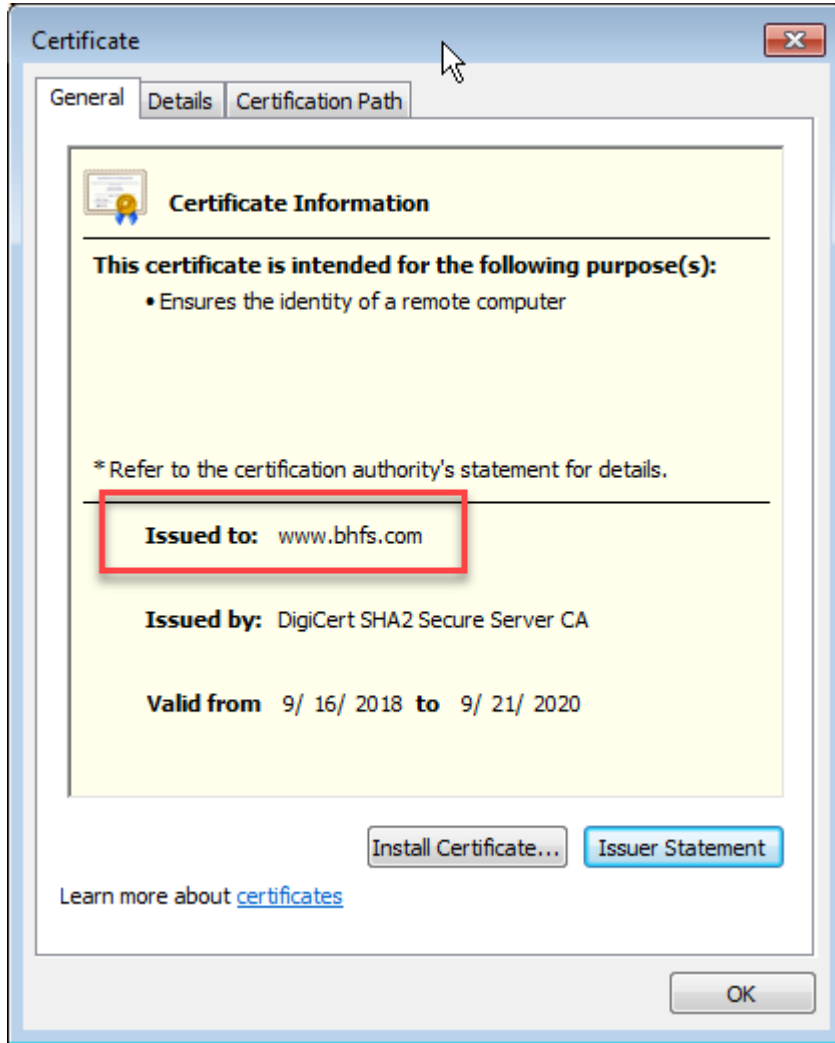 Certificate
General Details Certification Path
Certificate Information
This certificate is intended for the following purpose(s):
• Ensures the identity of a remote computer
* Refer to the certification authority's statement for details.
Issued to: www.bhfs.com
Issued by: DigiCert SHA2 Secure Server CA
Valid from 9/ 16/ 2018 to 9/ 21/ 2020
Install Certificate... Issuer Statement
Learn more about certificates
OK